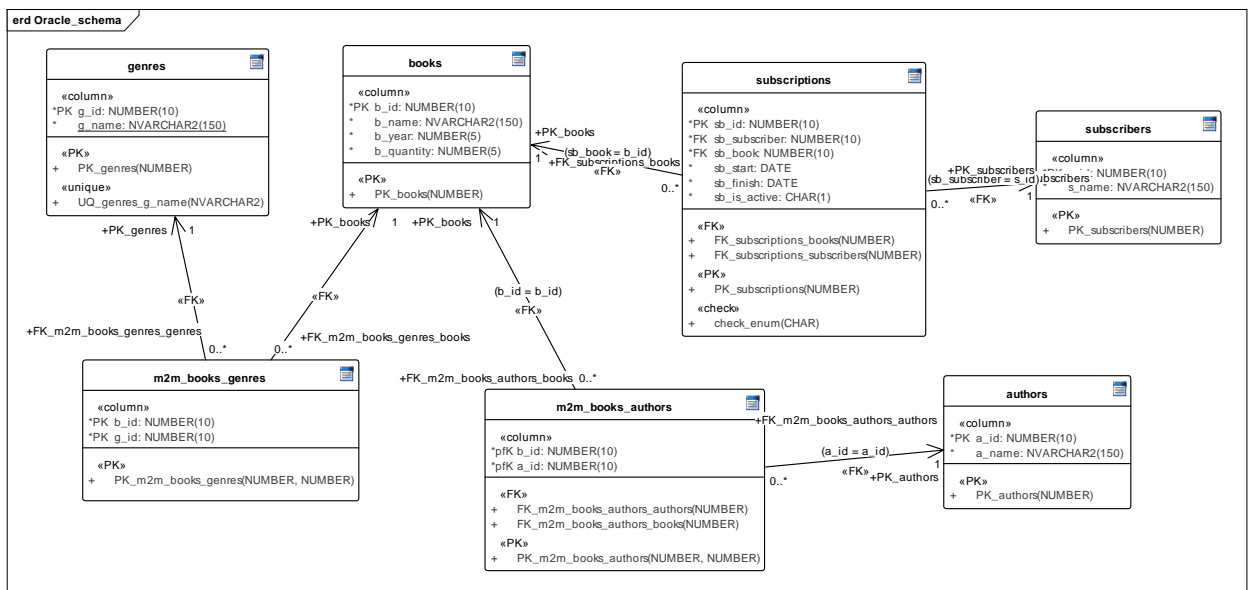 erd Oracle_schema
genres
«column»
*PK g_id: NUMBER(10)
* g_name: NVARCHAR2(150)
«PK»
+ PK_genres(NUMBER)
«unique»
+ UQ_genres_g_name(NVARCHAR2)
books
«column»
*PK b_id: NUMBER(10)
* b_name: NVARCHAR2(150)
* b_year: NUMBER(5)
* b_quantity: NUMBER(5)
«PK»
+ PK_books(NUMBER)
subscriptions
«column»
*PK sb_id: NUMBER(10)
*FK sb_subscriber: NUMBER(10)
*FK sb_book: NUMBER(10)
* sb_start: DATE
* sb_finish: DATE
* sb_is_active: CHAR(1)
«FK»
+ FK_subscriptions_books(NUMBER)
+ FK_subscriptions_subscribers(NUMBER)
«PK»
+ PK_subscriptions(NUMBER)
«check»
+ check_enum(CHAR)
subscribers
«column»
NUMBER(10)
* s_name: NVARCHAR2(150)
«PK»
+ PK_subscribers(NUMBER)
+PK_books
(sb_book = b_id)
1 +FK_subscriptions_books
«FK»
0..*
+PK_subscribers
(sb_subscriber = s_id)
0..*
«FK»
1
+PK_genres 1
«FK»
+FK_m2m_books_genres_genres
0..*
+PK_books 1
«FK»
+FK_m2m_books_genres_books
0..*
+PK_books 1
(b_id = b_id)
«FK»
+FK_m2m_books_authors_books 0..*
m2m_books_genres
«column»
*PK b_id: NUMBER(10)
*PK g_id: NUMBER(10)
«PK»
+ PK_m2m_books_genres(NUMBER, NUMBER)
m2m_books_authors
«column»
*pfK b_id: NUMBER(10)
*pfK a_id: NUMBER(10)
«FK»
+ FK_m2m_books_authors_authors(NUMBER)
+ FK_m2m_books_authors_books(NUMBER)
«PK»
+ PK_m2m_books_authors(NUMBER, NUMBER)
+FK_m2m_books_authors_authors
(a_id = a_id)
1
«FK» +PK_authors
0..*
authors
«column»
*PK a_id: NUMBER(10)
* a_name: NVARCHAR2(150)
«PK»
+ PK_authors(NUMBER)